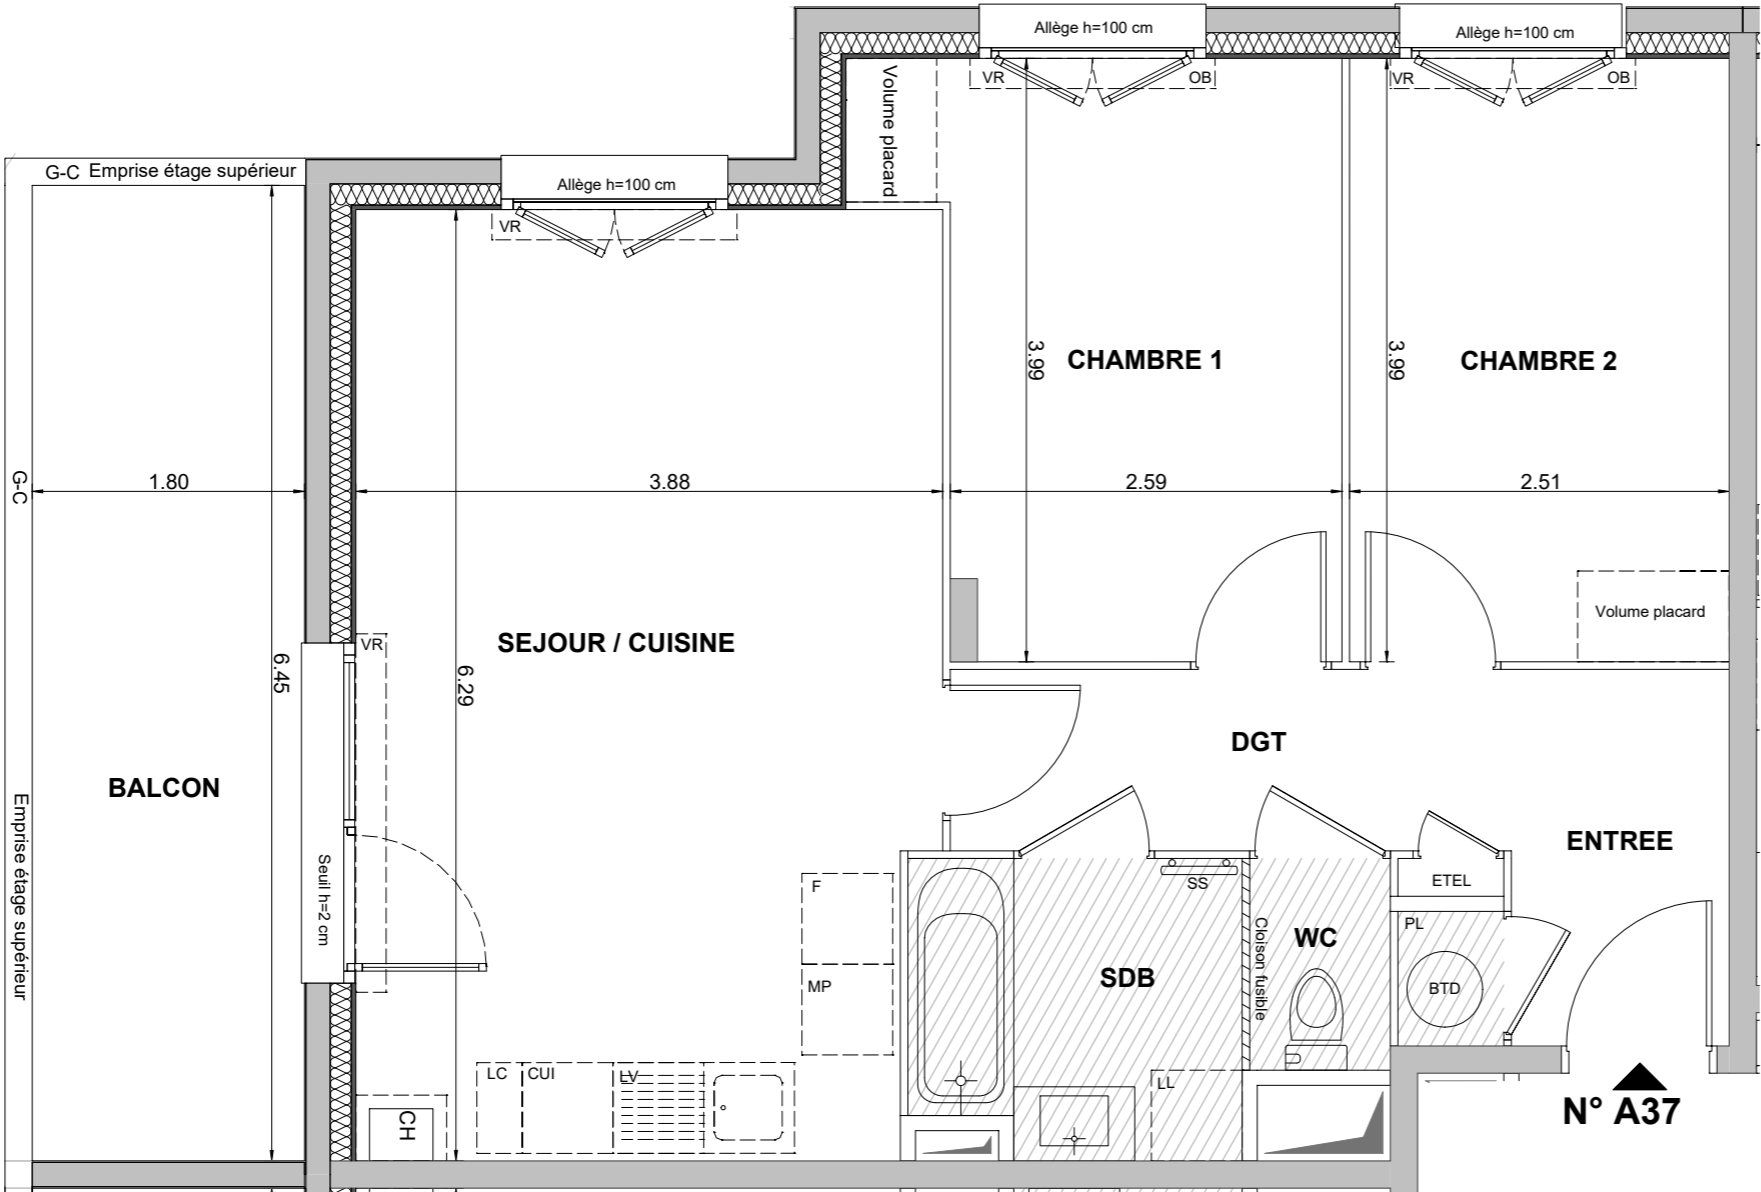 Allège h=100 cm
Allège h=100 cm
VR
OB
VR
OB
Volume placard
G-C Emprise étage supérieur
Allège h=100 cm
VR
3.99
CHAMBRE 1
3.99
CHAMBRE 2
G-C
1.80
3.88
2.59
2.51
Volume placard
VR
SEJOUR / CUISINE
6.45
6.29
DGT
BALCON
Emprise étage supérieur
Seuil h=2 cm
ENTREE
F
SS
ETEL
PL
Cloison fusible
WC
SDB
MP
BTD
LC
CUI
LV
LL
CH
N° A37